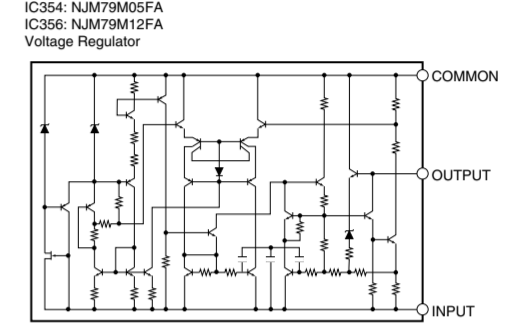 IC354: NJM79M05FA
IC356: NJM79M12FA
Voltage Regulator
COMMON
OUTPUT
INPUT